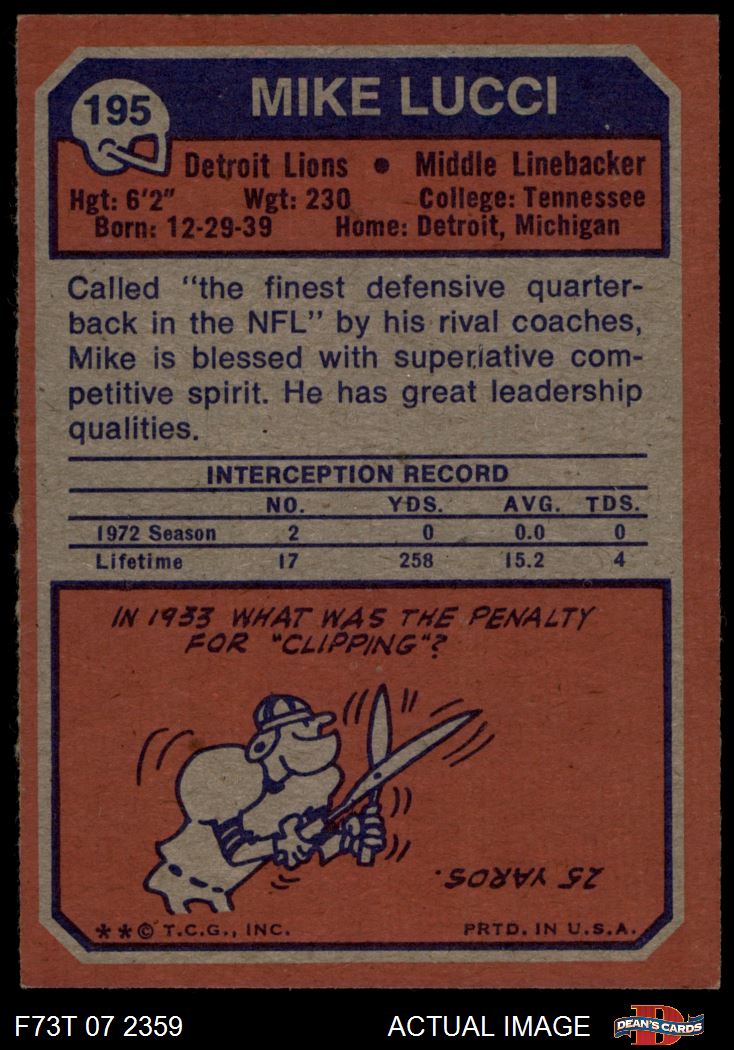 195
MIKE LUCCI
Detroit Lions • Middle Linebacker
Hgt: 6'2" Wgt: 230 College: Tennessee
Born: 12-29-39 Home: Detroit, Michigan
Called "the finest defensive quarter-
back in the NFL" by his rival coaches,
Mike is blessed with superlative com-
petitive spirit. He has great leadership
qualities.
INTERCEPTION RECORD
NO. YDS. AVG. TDS.
1972 Season 2 0 0.0 0
Lifetime 17 258 15.2 4
IN 1933 WHAT WAS THE PENALTY
FOR "CLIPPING"?
25 YARDS.
**© T.C.G., INC. PRTD. IN U.S.A.
F73T 07 2359 ACTUAL IMAGE D DEAN'S CARDS